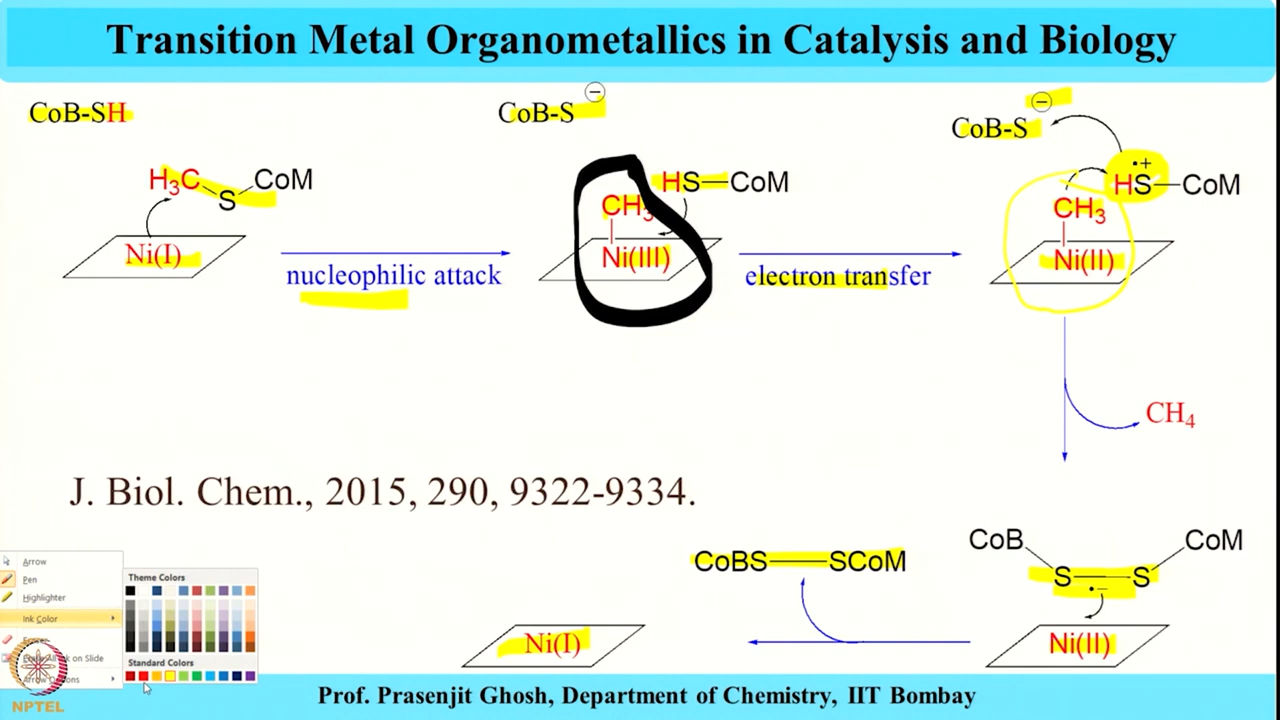 Transition Metal Organometallics in Catalysis and Biology
CoB-SH
CoB-S −
CoB-S −
H3C
S
CoM
HS—CoM
•+
HS—CoM
CH3
CH3
Ni(I)
Ni(III)
Ni(II)
nucleophilic attack
electron transfer
CH4
J. Biol. Chem., 2015, 290, 9322-9334.
CoBS—SCoM
CoB
CoM
S—S
•−
Ni(I)
Ni(II)
Arrow
Pen
Highlighter
Ink Color
Theme Colors
Standard Colors
on Slide
NPTEL
Prof. Prasenjit Ghosh, Department of Chemistry, IIT Bombay